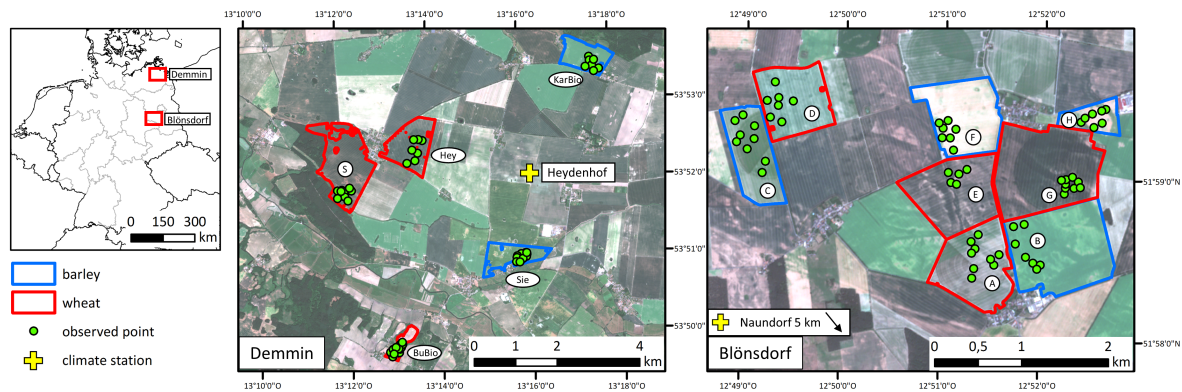 Demmin
Blönsdorf
0 150 300
km
barley
wheat
observed point
climate station
13°10'0"O 13°12'0"O 13°14'0"O 13°16'0"O 13°18'0"O
KarBio
Hey
S
Heydenhof
Sie
BuBio
Demmin
0 1 2 4
km
53°53'0"
53°52'0"
53°51'0"
53°50'0"
13°10'0"O 13°12'0"O 13°14'0"O 13°16'0"O 13°18'0"O
12°49'0"O 12°50'0"O 12°51'0"O 12°52'0"O
D
H
F
C
E
G
B
A
Naundorf 5 km
Blönsdorf
0 0,5 1 2
km
51°59'0"
51°58'0"
12°49'0"O 12°50'0"O 12°51'0"O 12°52'0"O